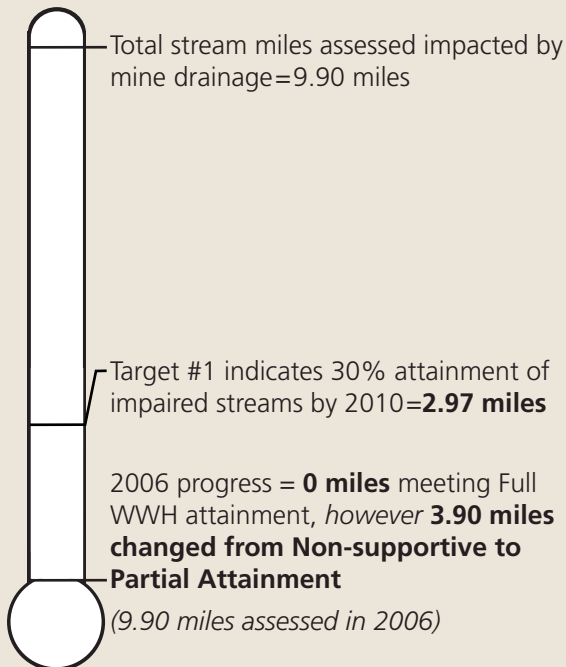 Total stream miles assessed impacted by
mine drainage=9.90 miles
Target #1 indicates 30% attainment of
impaired streams by 2010=2.97 miles
2006 progress = 0 miles meeting Full
WWH attainment, however 3.90 miles
changed from Non-supportive to
Partial Attainment
(9.90 miles assessed in 2006)